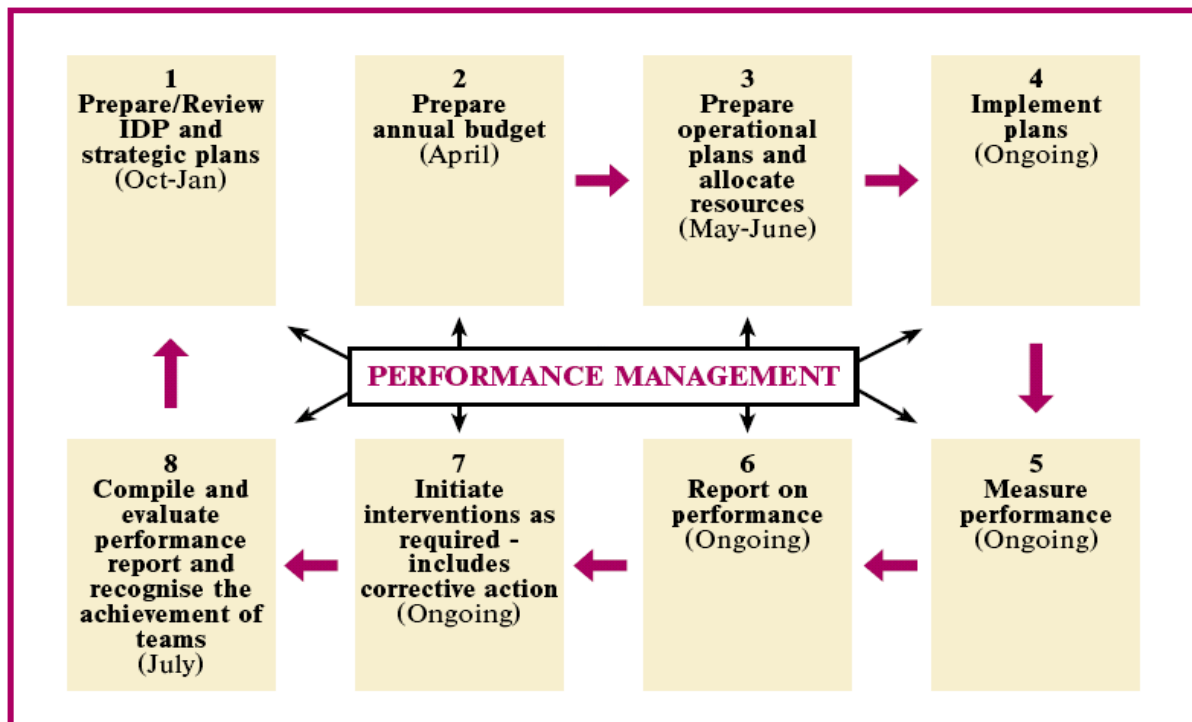 1
Prepare/Review
IDP and
strategic plans
(Oct-Jan)
2
Prepare
annual budget
(April)
3
Prepare
operational
plans and
allocate
resources
(May-June)
4
Implement
plans
(Ongoing)
PERFORMANCE MANAGEMENT
8
Compile and
evaluate
performance
report and
recognise the
achievement of
teams
(July)
7
Initiate
interventions as
required -
includes
corrective action
(Ongoing)
6
Report on
performance
(Ongoing)
5
Measure
performance
(Ongoing)